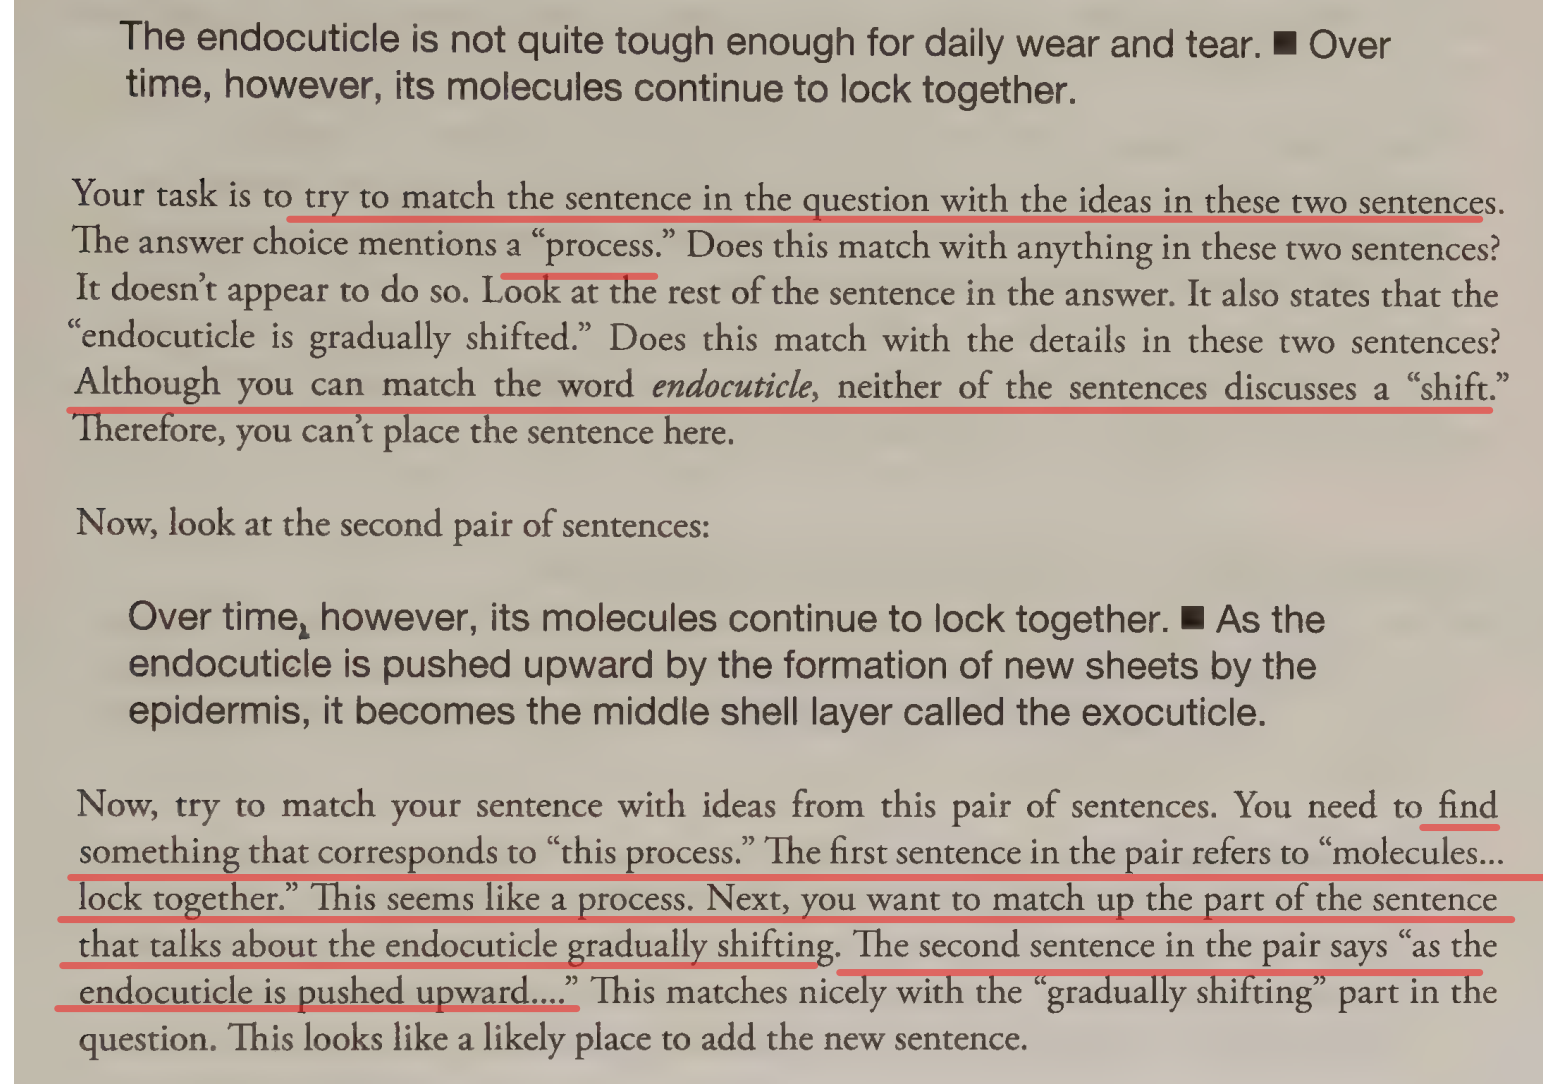 The endocuticle is not quite tough enough for daily wear and tear. ■ Over
time, however, its molecules continue to lock together.
Your task is to try to match the sentence in the question with the ideas in these two sentences.
The answer choice mentions a “process.” Does this match with anything in these two sentences?
It doesn’t appear to do so. Look at the rest of the sentence in the answer. It also states that the
“endocuticle is gradually shifted.” Does this match with the details in these two sentences?
Although you can match the word endocuticle, neither of the sentences discusses a “shift.”
Therefore, you can’t place the sentence here.
Now, look at the second pair of sentences:
Over time, however, its molecules continue to lock together. ■ As the
endocuticle is pushed upward by the formation of new sheets by the
epidermis, it becomes the middle shell layer called the exocuticle.
Now, try to match your sentence with ideas from this pair of sentences. You need to find
something that corresponds to “this process.” The first sentence in the pair refers to “molecules...
lock together.” This seems like a process. Next, you want to match up the part of the sentence
that talks about the endocuticle gradually shifting. The second sentence in the pair says “as the
endocuticle is pushed upward....” This matches nicely with the “gradually shifting” part in the
question. This looks like a likely place to add the new sentence.